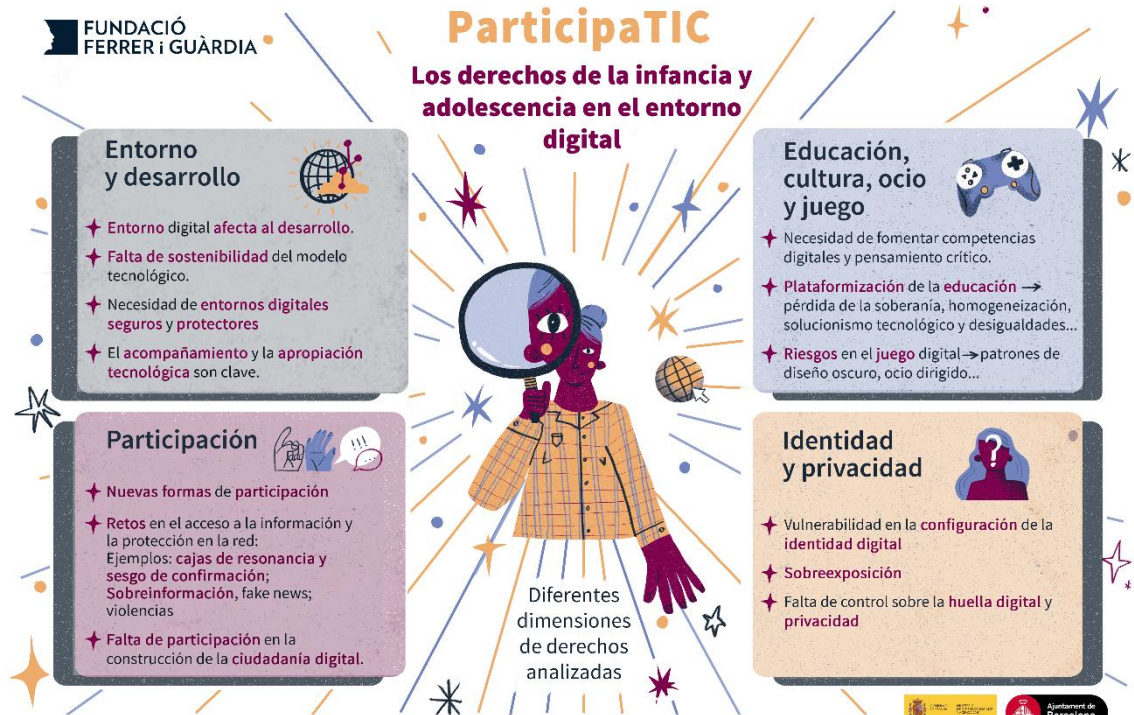 FUNDACIÓ
FERRER i GUÀRDIA
ParticipaTIC
Los derechos de la infancia y
adolescencia en el entorno
digital
Entorno
y desarrollo
Entorno digital afecta al desarrollo.
Falta de sostenibilidad del modelo
tecnológico.
Necesidad de entornos digitales
seguros y protectores
El acompañamiento y la apropiación
tecnológica son clave.
Educación,
cultura, ocio
y juego
Necesidad de fomentar competencias
digitales y pensamiento crítico.
Plataformización de la educación →
pérdida de la soberanía, homogeneización,
solucionismo tecnológico y desigualdades...
Riesgos en el juego digital→patrones de
diseño oscuro, ocio dirigido...
Participación
Nuevas formas de participación
Retos en el acceso a la información y
la protección en la red:
Ejemplos: cajas de resonancia y
sesgo de confirmación;
Sobreinformación, fake news;
violencias
Falta de participación en la
construcción de la ciudadanía digital.
Identidad
y privacidad
?
Vulnerabilidad en la configuración de la
identidad digital
Sobreexposición
Falta de control sobre la huella digital y
privacidad
Diferentes
dimensiones
de derechos
analizadas
Ajuntament de
Barcelona